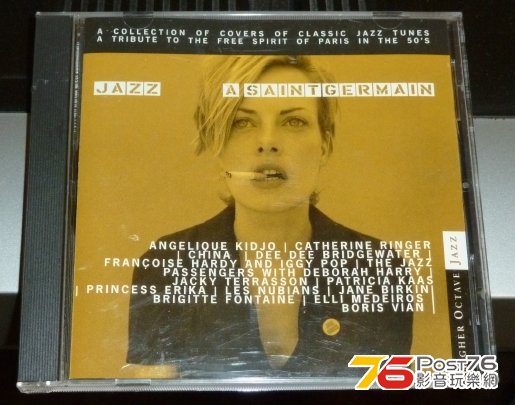 A COLLECTION OF COVERS OF CLASSIC JAZZ TUNES
A TRIBUTE TO THE FREE SPIRIT OF PARIS IN THE 50'S
JAZZ A SAINTGERMAIN
ANGELIQUE KIDJO | CATHERINE RINGER
| CHINA | DEE DEE BRIDGEWATER |
FRANÇOISE HARDY AND IGGY POP | THE JAZZ
PASSENGERS WITH DEBORAH HARRY |
JACKY TERRASSON | PATRICIA KAAS
| PRINCESS ERIKA | LES NUBIANS | JANE BIRKIN |
BRIGITTE FONTAINE | ELLI MEDEIROS |
BORIS VIAN |
OCTAVE JAZZ
76 Post76
影音玩樂網